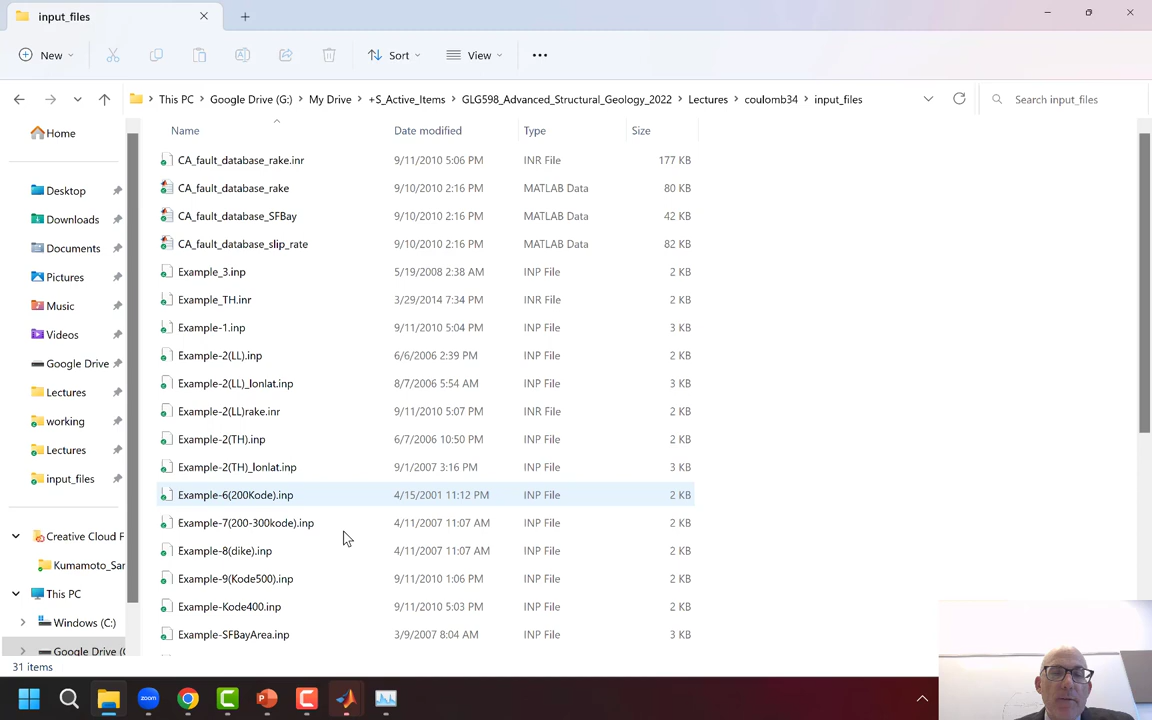 input_files
New
Sort
View
This PC
Google Drive (G:)
My Drive
+S_Active_Items
GLG598_Advanced_Structural_Geology_2022
Lectures
coulomb34
input_files
Search input_files
Name Date modified Type Size
CA_fault_database_rake.inr 9/11/2010 5:06 PM INR File 177 KB
CA_fault_database_rake 9/10/2010 2:16 PM MATLAB Data 80 KB
CA_fault_database_SFBay 9/10/2010 2:16 PM MATLAB Data 42 KB
CA_fault_database_slip_rate 9/10/2010 2:16 PM MATLAB Data 82 KB
Example_3.inp 5/19/2008 2:38 AM INP File 2 KB
Example_TH.inr 3/29/2014 7:34 PM INR File 2 KB
Example-1.inp 9/11/2010 5:04 PM INP File 3 KB
Example-2(LL).inp 6/6/2006 2:39 PM INP File 2 KB
Example-2(LL)_lonlat.inp 8/7/2006 5:54 AM INP File 3 KB
Example-2(LL)rake.inr 9/11/2010 5:07 PM INR File 2 KB
Example-2(TH).inp 6/7/2006 10:50 PM INP File 2 KB
Example-2(TH)_lonlat.inp 9/1/2007 3:16 PM INP File 3 KB
Example-6(200Kode).inp 4/15/2001 11:12 PM INP File 2 KB
Example-7(200-300kode).inp 4/11/2007 11:07 AM INP File 2 KB
Example-8(dike).inp 4/11/2007 11:07 AM INP File 2 KB
Example-9(Kode500).inp 9/11/2010 1:06 PM INP File 2 KB
Example-Kode400.inp 9/11/2010 5:03 PM INP File 2 KB
Example-SFBayArea.inp 3/9/2007 8:04 AM INP File 3 KB
Home
Desktop
Downloads
Documents
Pictures
Music
Videos
Google Drive
Lectures
working
Lectures
input_files
Creative Cloud F
Kumamoto_San
This PC
Windows (C:)
Google Drive (
31 items
zoom